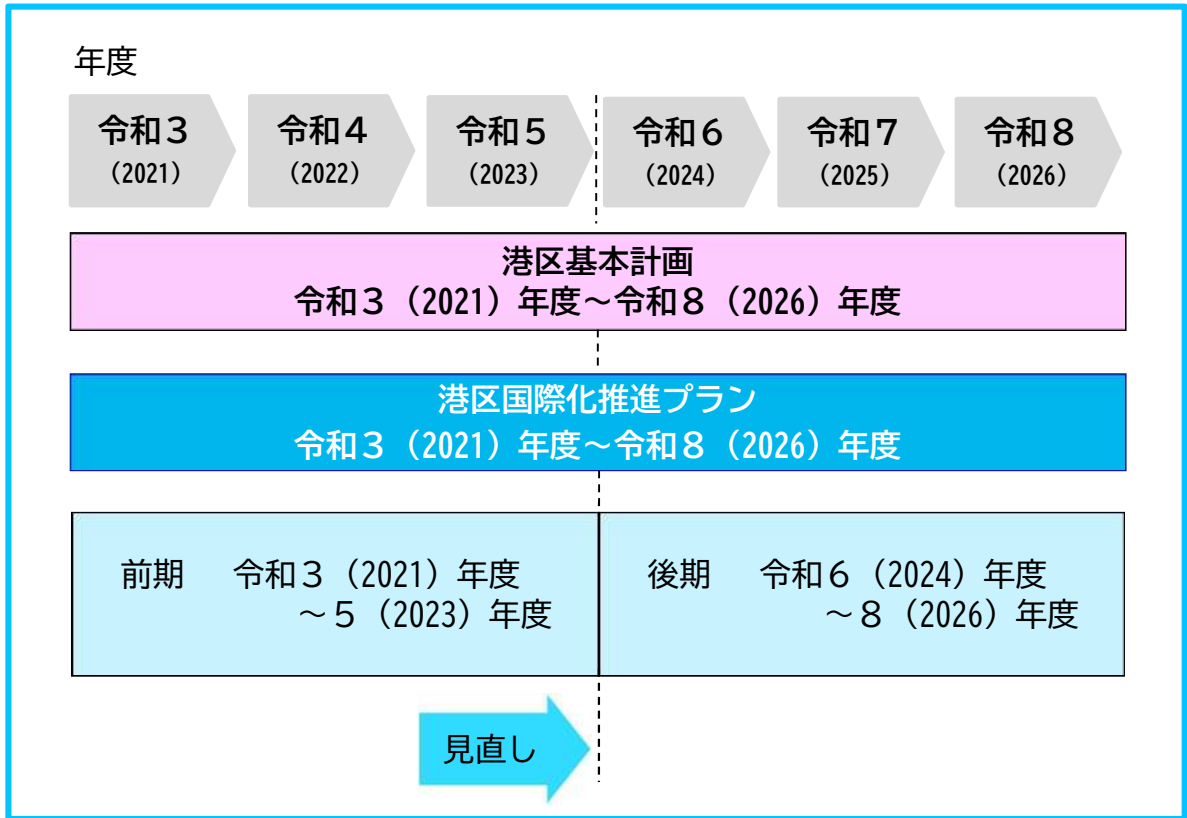 年度
令和３ 令和４ 令和５ 令和６ 令和７ 令和８
（2021） （2022） （2023） （2024） （2025） （2026）
港区基本計画
令和３（2021）年度～令和８（2026）年度
港区国際化推進プラン
令和３（2021）年度～令和８（2026）年度
前期　令和３（2021）年度
～５（2023）年度
後期　令和６（2024）年度
～８（2026）年度
見直し